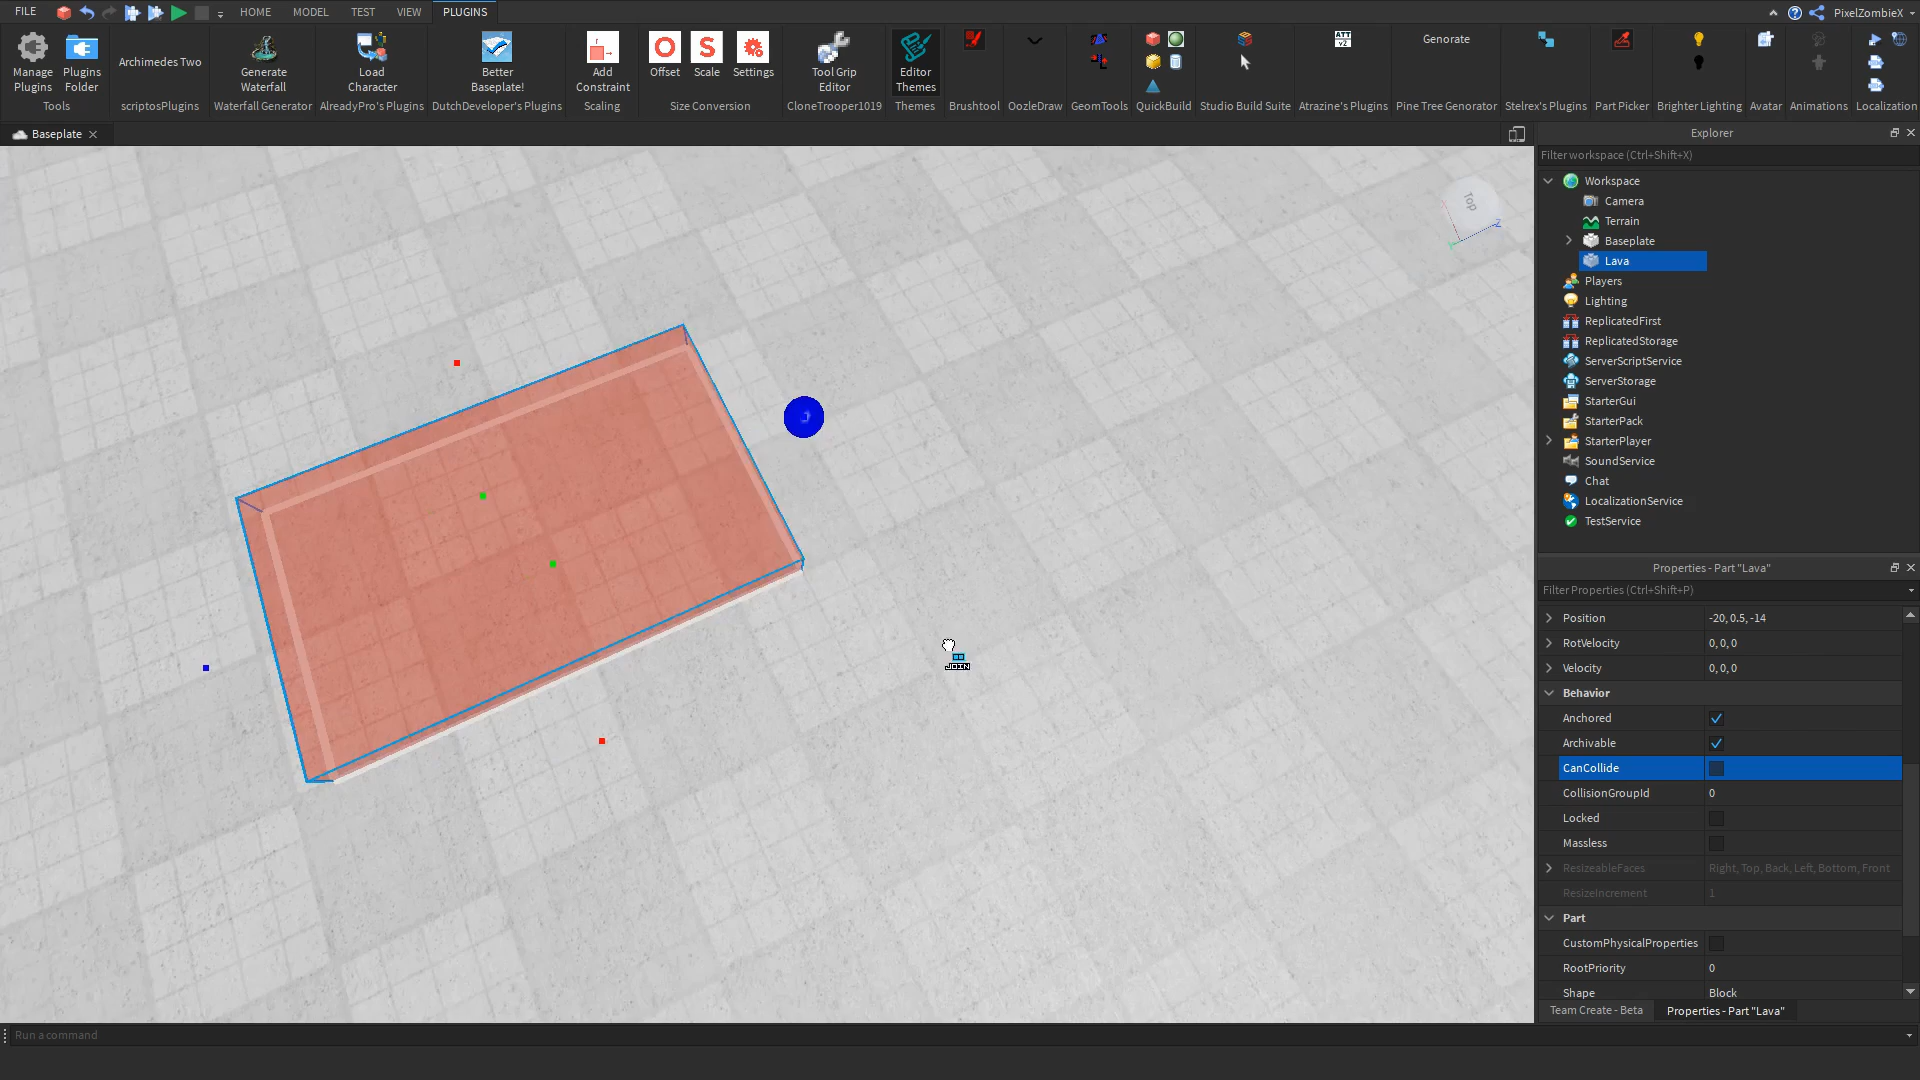 FILE
HOME
MODEL
TEST
VIEW
PLUGINS
PixelZombieX
Manage Plugins
Plugins Folder
Tools
Archimedes Two
scriptosPlugins
Generate Waterfall
Waterfall Generator
Load Character
AlreadyPro's Plugins
Better Baseplate!
DutchDeveloper's Plugins
Add Constraint
Scaling
Offset
Scale
Settings
Size Conversion
Tool Grip Editor
CloneTrooper1019
Editor Themes
Themes
Brushtool
OozleDraw
GeomTools
QuickBuild
Studio Build Suite
ATT
v2
Atrazine's Plugins
Genorate
Pine Tree Genorator
Stelrex's Plugins
Part Picker
Brighter Lighting
Avatar
Animations
Localization
Baseplate
Top
Z
JOIN
Explorer
Filter workspace (Ctrl+Shift+X)
Workspace
Camera
Terrain
Baseplate
Lava
Players
Lighting
ReplicatedFirst
ReplicatedStorage
ServerScriptService
ServerStorage
StarterGui
StarterPack
StarterPlayer
SoundService
Chat
LocalizationService
TestService
Properties - Part "Lava"
Filter Properties (Ctrl+Shift+P)
Position -20, 0.5, -14
RotVelocity 0, 0, 0
Velocity 0, 0, 0
Behavior
Anchored
Archivable
CanCollide
CollisionGroupId 0
Locked
Massless
ResizeableFaces Right, Top, Back, Left, Bottom, Front
ResizeIncrement 1
Part
CustomPhysicalProperties
RootPriority 0
Shape Block
Team Create - Beta
Properties - Part "Lava"
Run a command